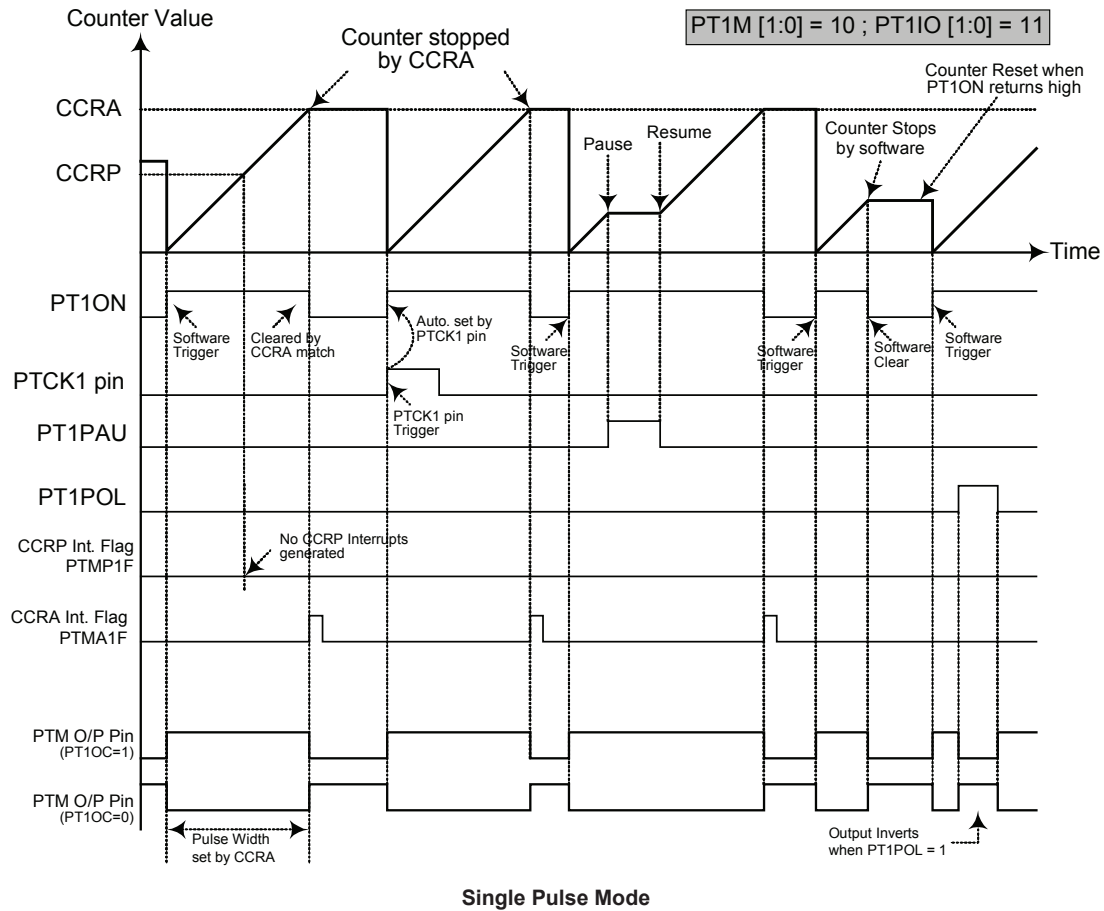 Counter Value
PT1M [1:0] = 10 ; PT1IO [1:0] = 11
Counter stopped
by CCRA
Counter Reset when
PT1ON returns high
CCRA
Pause
Resume
Counter Stops
by software
CCRP
Time
PT1ON
Software
Trigger
Cleared by
CCRA match
Auto. set by
PTCK1 pin
Software
Trigger
Software
Trigger
Software
Clear
Software
Trigger
PTCK1 pin
PTCK1 pin
Trigger
PT1PAU
PT1POL
CCRP Int. Flag
PTMP1F
No CCRP Interrupts
generated
CCRA Int. Flag
PTMA1F
PTM O/P Pin
(PT1OC=1)
PTM O/P Pin
(PT1OC=0)
Pulse Width
set by CCRA
Output Inverts
when PT1POL = 1
Single Pulse Mode